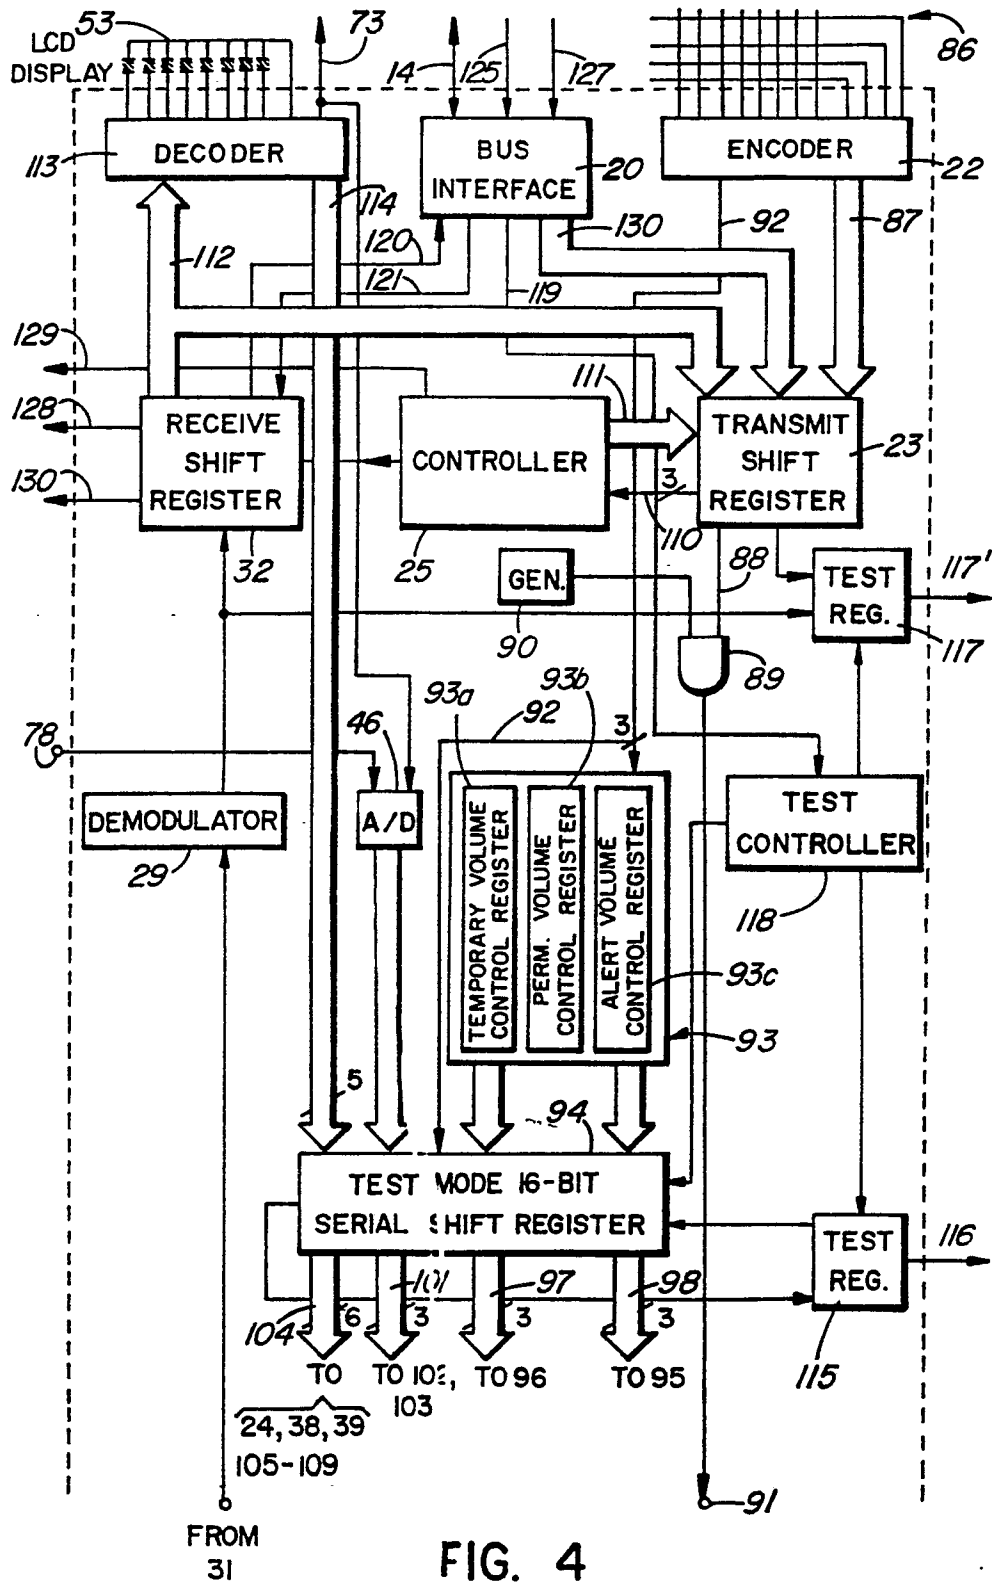 53
73
LCD
DISPLAY
14
125
127
86
DECODER
113
114
BUS
INTERFACE
20
ENCODER
22
130
92
87
112
120
121
119
129
128
130
111
RECEIVE
SHIFT
REGISTER
32
CONTROLLER
25
TRANSMIT
SHIFT
REGISTER
23
3
110
88
GEN.
90
89
TEST
REG.
117'
117
78
46
93a
92
93b
3
DEMODULATOR
29
A/D
TEMPORARY VOLUME
CONTROL REGISTER
PERM. VOLUME
CONTROL REGISTER
ALERT VOLUME
CONTROL REGISTER
93c
93
TEST
CONTROLLER
118
5
94
TEST MODE 16-BIT
SERIAL SHIFT REGISTER
TEST
REG.
116
115
104
6
101
3
97
3
98
3
TO
TO 102,
103
TO 96
TO 95
24, 38, 39
105-109
91
FROM
31
FIG. 4